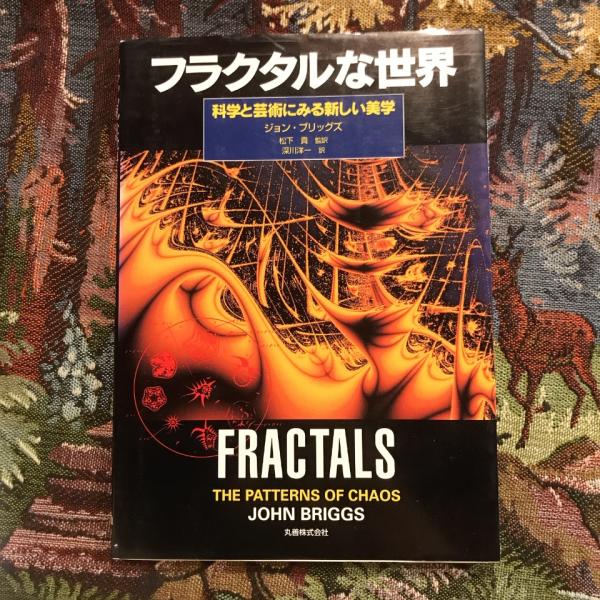 フラクタルな世界
科学と芸術にみる新しい美学
ジョン・ブリッグズ
松下 貢 監訳
深川洋一 訳
FRACTALS
THE PATTERNS OF CHAOS
JOHN BRIGGS
丸善株式会社